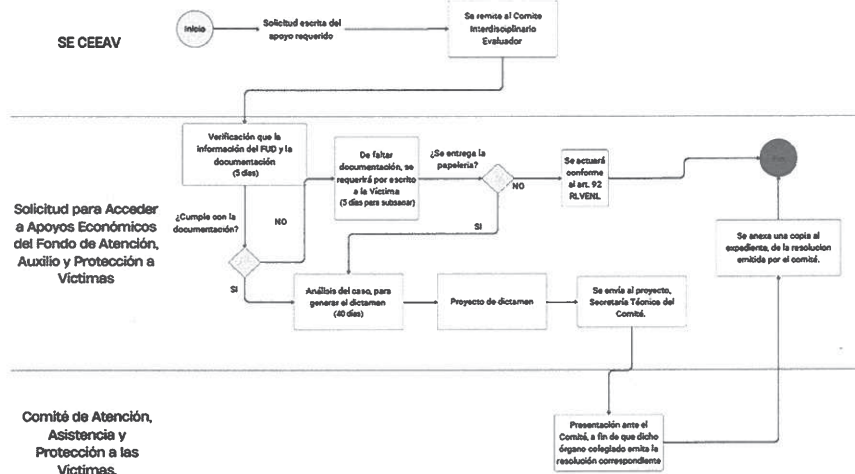 SE CEEAV
Inicio
Solicitud escrita del
apoyo requerido
Se remite al Comite
Interdisciplinario
Evaluador
Solicitud para Acceder
a Apoyos Económicos
del Fondo de Atención,
Auxilio y Protección a
Víctimas
Verificación que la
información del FUD y la
documentación
(5 días)
¿Cumple con la
documentación?
NO
SI
De faltar
documentación, se
requerirá por escrito
a la Víctima
(5 días para subsanar)
¿Se entrega la
papelería?
NO
SI
Se actuará
conforme
al art. 92
RLVENL
Análisis del caso, para
generar el dictamen
(40 días)
Proyecto de dictamen
Se envía al proyecto,
Secretaría Técnica del
Comité.
Se anexa una copia al
expediente, de la resolucion
emitida por el comité.
Comité de Atención,
Asistencia y
Protección a las
Víctimas.
Presentación ante el
Comité, a fin de que dicho
órgano colegiado emita la
resolución correspondiente